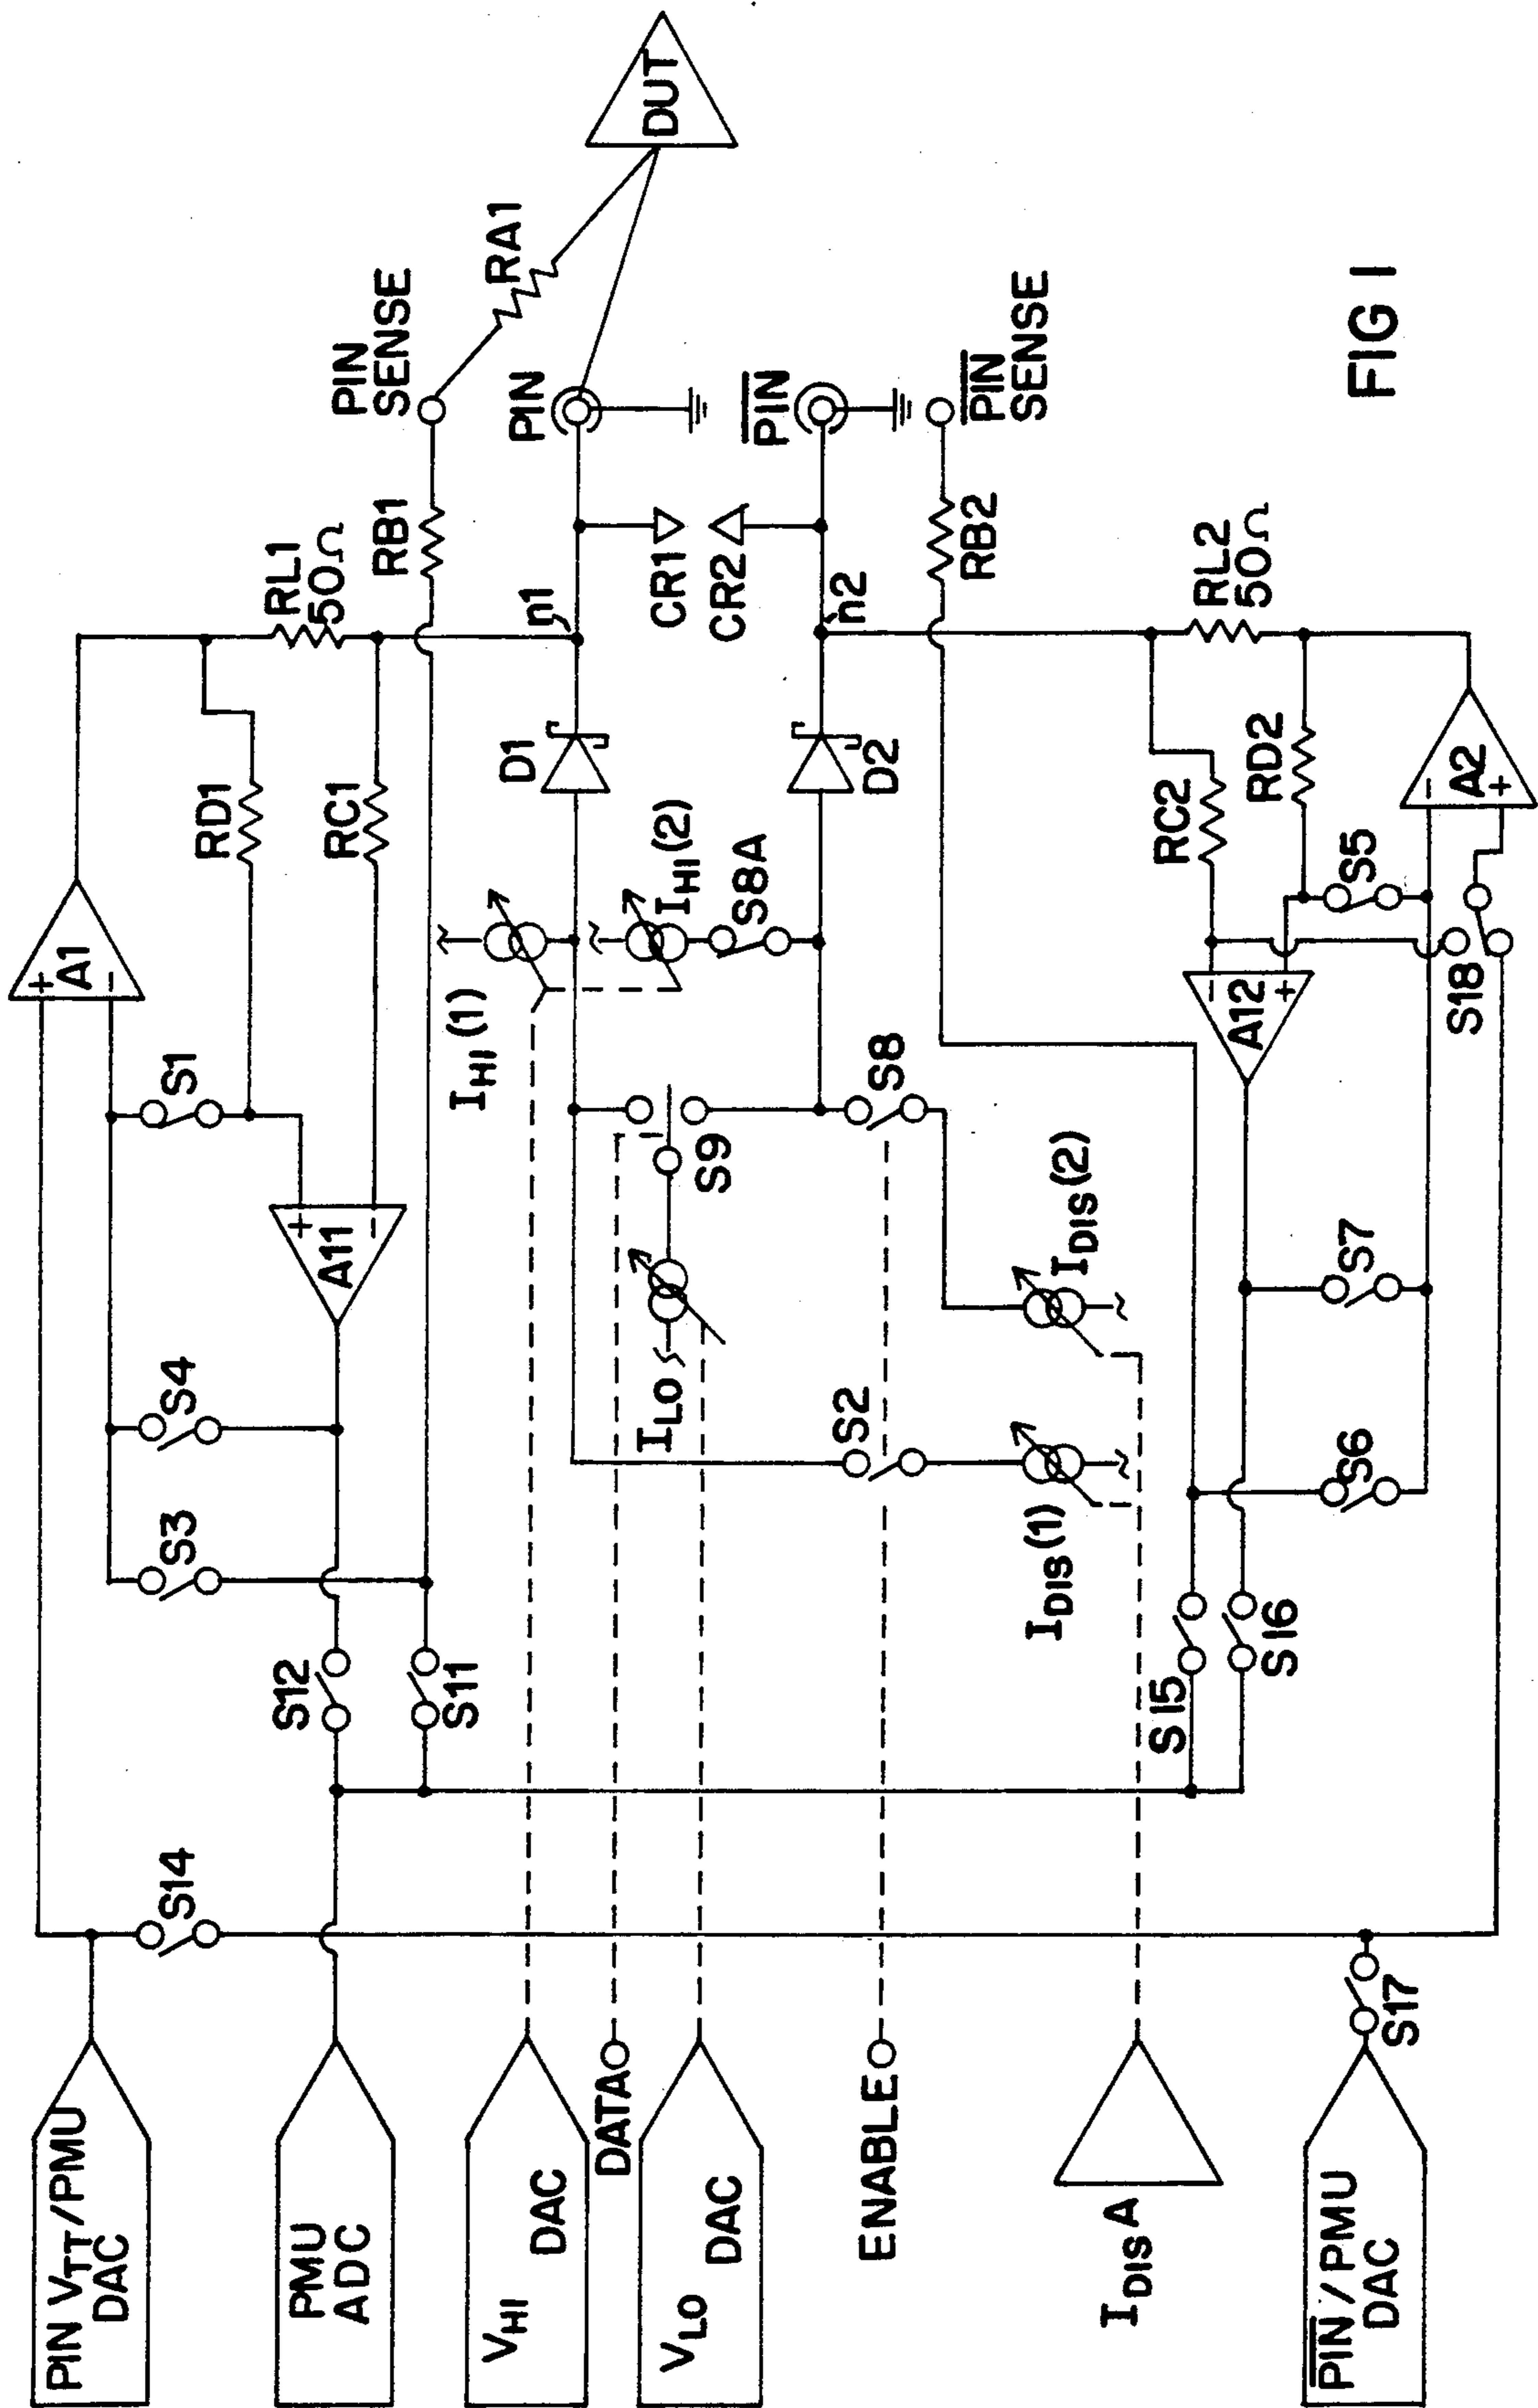 PIN VTT/PMU
DAC
PMU
ADC
VHI DAC
DATA
VLO DAC
ENABLE
IDIS A
PIN/PMU
DAC
S14
S17
S12
S11
S15
S16
S3
S4
S1
A11
+
−
A1
+
−
RD1
RC1
RL1
50Ω
RB1
PIN
SENSE
RA1
DUT
PIN
PIN
PIN
SENSE
n1
n2
CR1
CR2
D1
D2
IHI(1)
IHI(2)
S8A
S9
S8
ILO
S2
IDIS(1)
IDIS(2)
RB2
RL2
50Ω
RC2
RD2
A12
−
+
S5
A2
−
+
S18
S7
S6
FIG 1